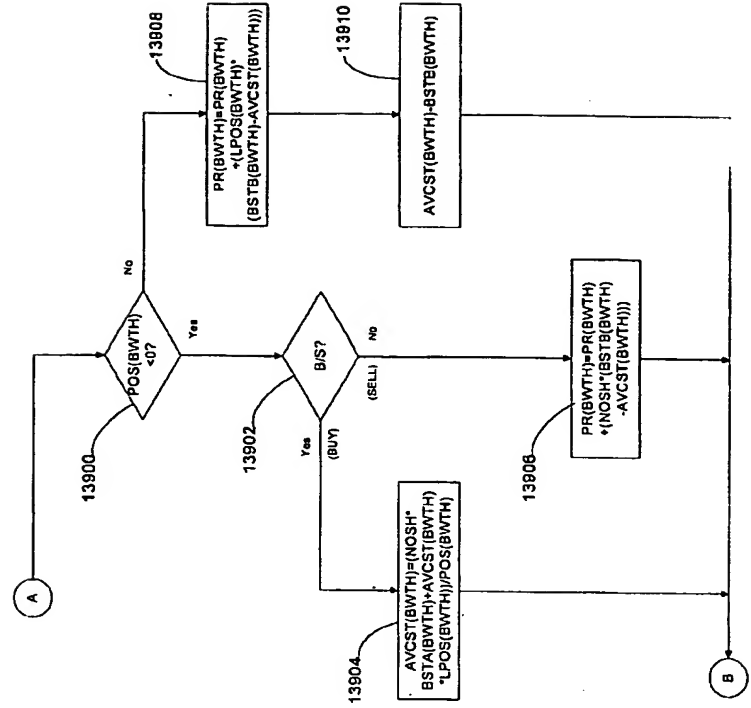 A
13900
POS(BWTH)
<0?
No
Yes
13908
PR(BWTH)=PR(BWTH)
+(LPOS(BWTH)*
(BSTB(BWTH)-AVCST(BWTH)))
13910
AVCST(BWTH)-BSTB(BWTH)
13902
B/S?
Yes
(BUY)
No
(SELL)
13904
AVCST(BWTH)=(NOSH*
BSTA(BWTH)+AVCST(BWTH)
*LPOS(BWTH))/POS(BWTH)
13906
PR(BWTH)=PR(BWTH)
+(NOSH*(BSTB(BWTH)
-AVCST(BWTH)))
B